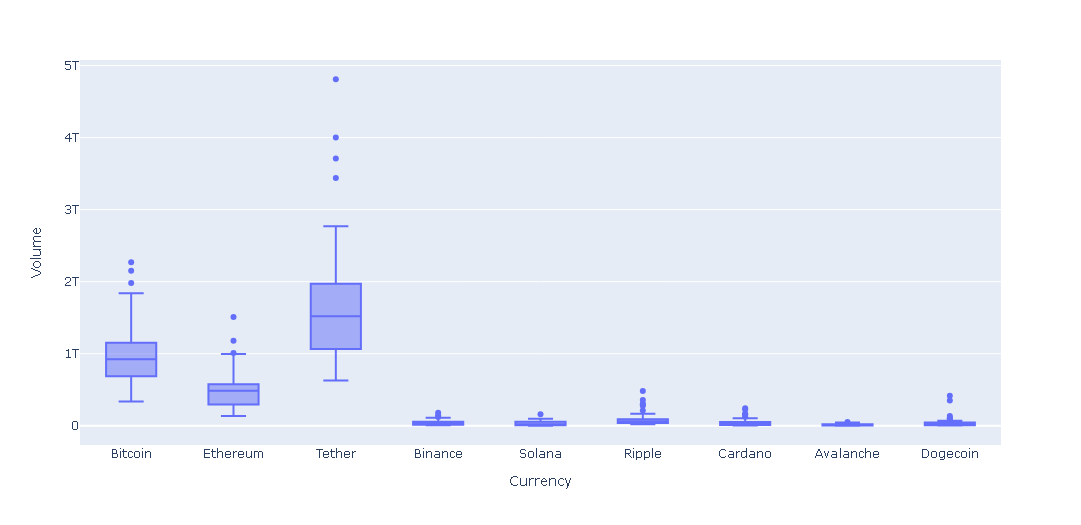 5T
4T
3T
2T
1T
0
Volume
Bitcoin Ethereum Tether Binance Solana Ripple Cardano Avalanche Dogecoin
Currency